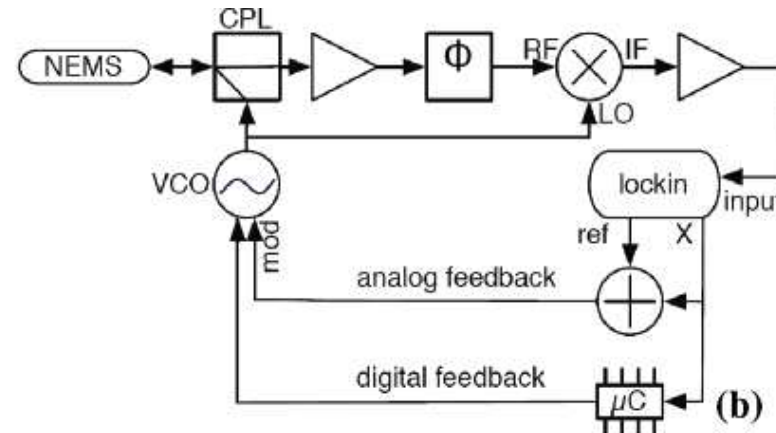 CPL
NEMS
Φ
RF
IF
LO
VCO
lockin
input
ref
X
mod
analog feedback
digital feedback
μC
(b)